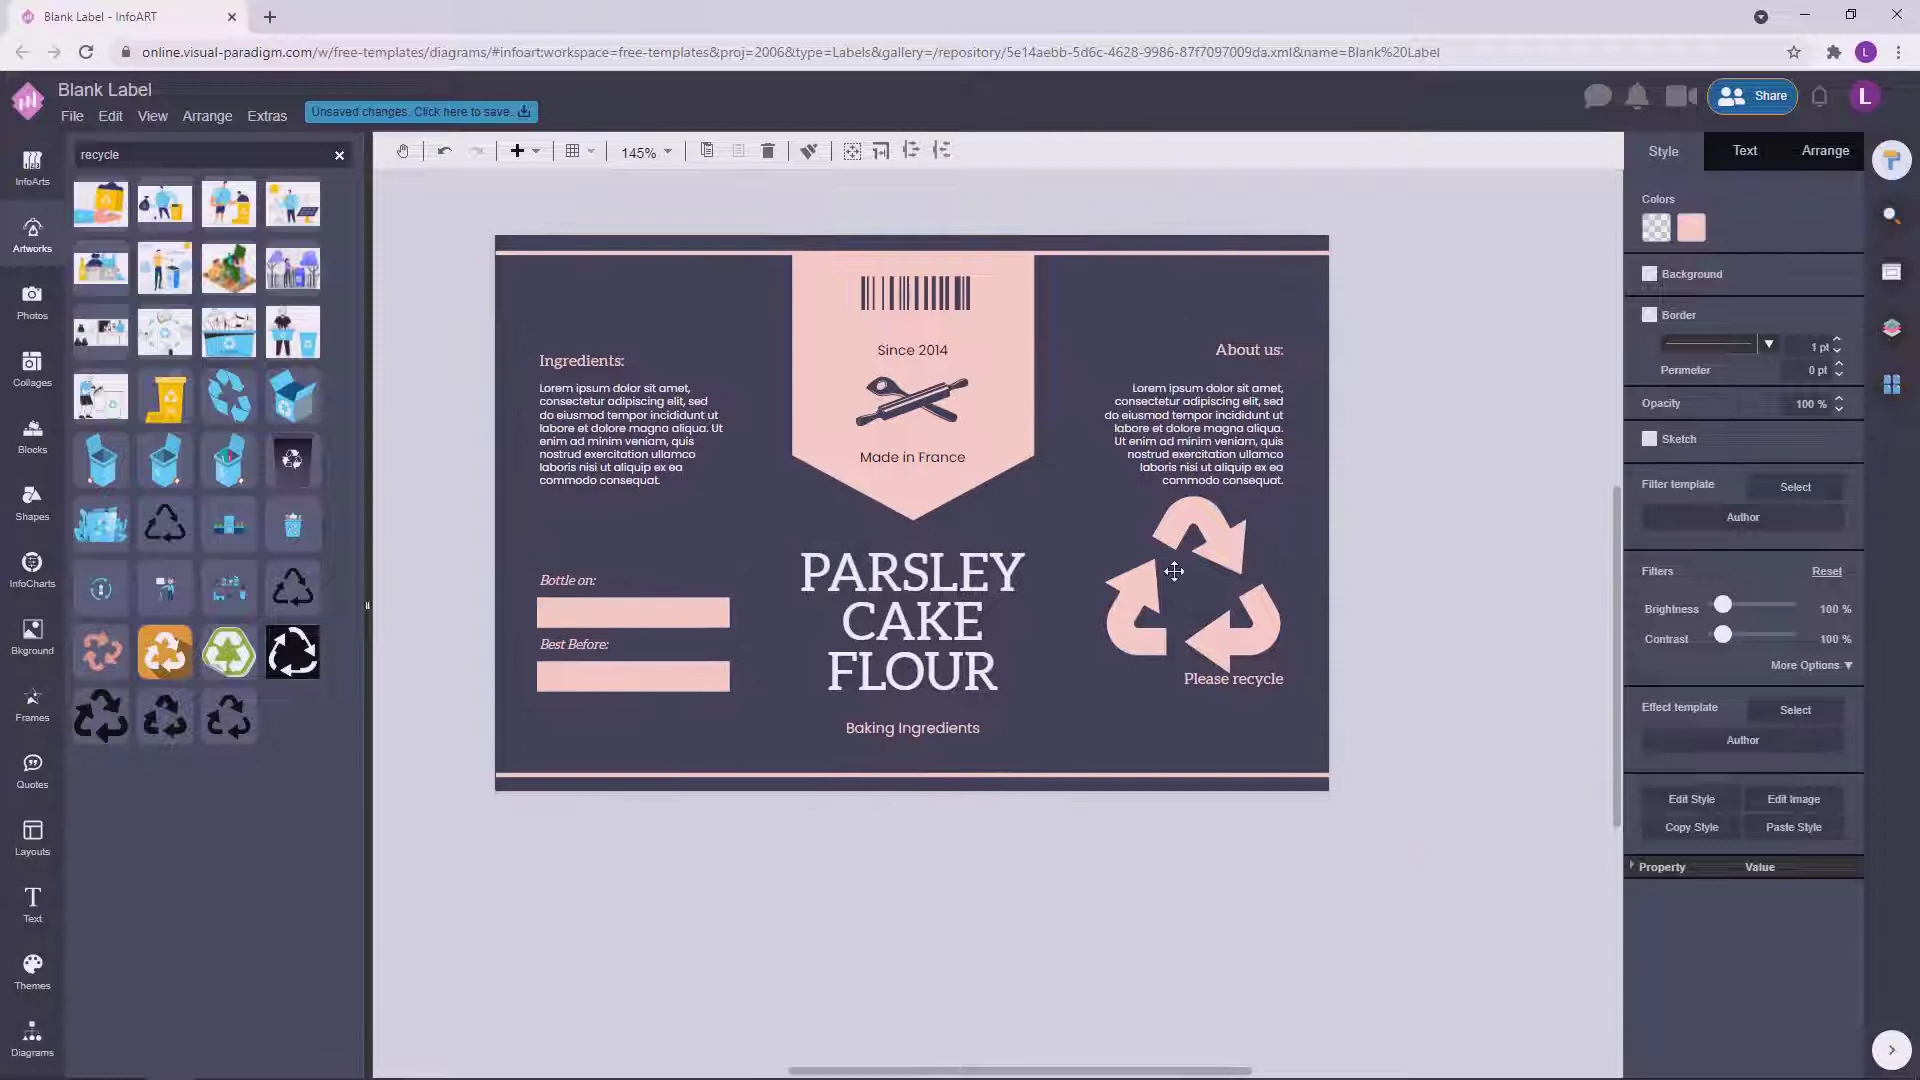 Blank Label - InfoART
online.visual-paradigm.com/w/free-templates/diagrams/#infoart:workspace=free-templates&proj=2006&type=Labels&gallery=/repository/5e14aebb-5d6c-4628-9986-87f7097009da.xml&name=Blank%20Label
L
Blank Label
File Edit View Arrange Extras
Unsaved changes. Click here to save.
Share
L
recycle
145%
InfoArts
Artworks
Photos
Collages
Blocks
Shapes
InfoCharts
Bkground
Frames
Quotes
Layouts
Text
Themes
Diagrams
Since 2014
Made in France
Ingredients:
Lorem ipsum dolor sit amet,
consectetur adipiscing elit, sed
do eiusmod tempor incididunt ut
labore et dolore magna aliqua. Ut
enim ad minim veniam, quis
nostrud exercitation ullamco
laboris nisi ut aliquip ex ea
commodo consequat.
Bottle on:
Best Before:
PARSLEY
CAKE
FLOUR
Baking Ingredients
About us:
Lorem ipsum dolor sit amet,
consectetur adipiscing elit, sed
do eiusmod tempor incididunt ut
labore et dolore magna aliqua.
Ut enim ad minim veniam, quis
nostrud exercitation ullamco
laboris nisi ut aliquip ex ea
commodo consequat.
Please recycle
Style Text Arrange
Colors
Background
Border
1 pt
Perimeter 0 pt
Opacity 100 %
Sketch
Filter template Select
Author
Filters Reset
Brightness 100 %
Contrast 100 %
More Options
Effect template Select
Author
Edit Style Edit Image
Copy Style Paste Style
Property Value